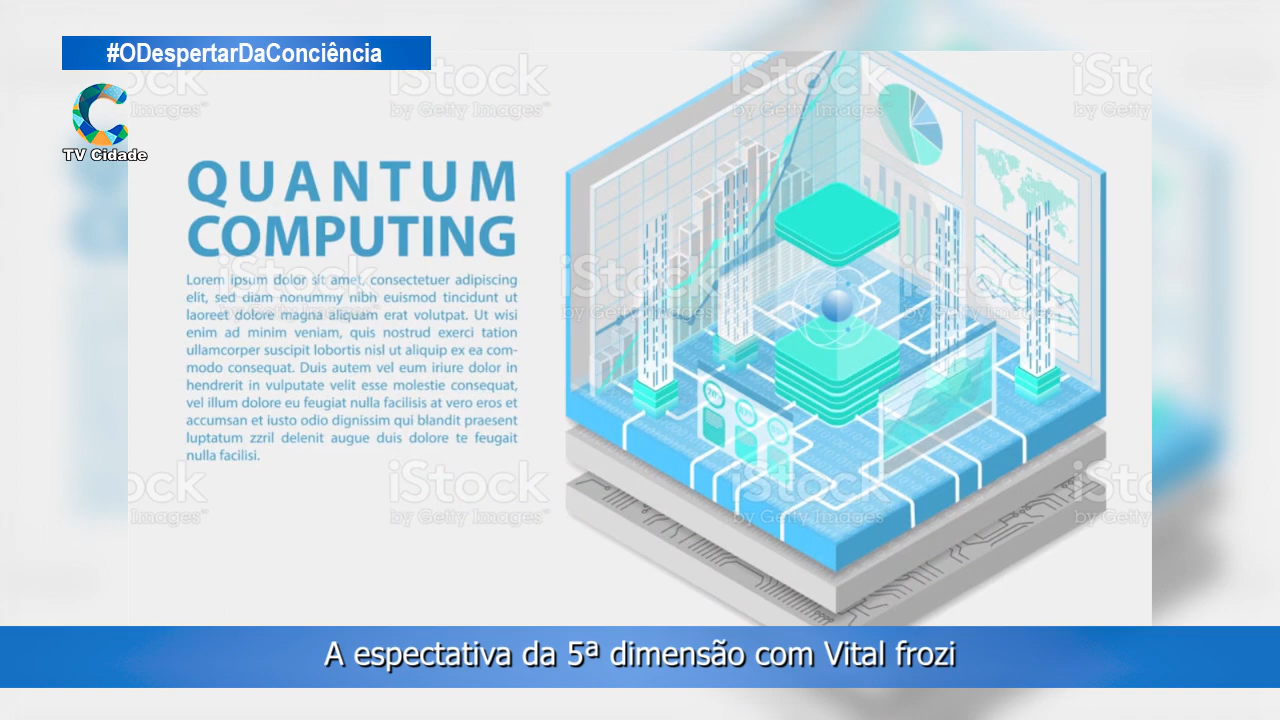 #ODespertarDaConciência
TV Cidade
QUANTUM
COMPUTING
Lorem ipsum dolor sit amet, consectetuer adipiscing
elit, sed diam nonummy nibh euismod tincidunt ut
laoreet dolore magna aliquam erat volutpat. Ut wisi
enim ad minim veniam, quis nostrud exerci tation
ullamcorper suscipit lobortis nisl ut aliquip ex ea com-
modo consequat. Duis autem vel eum iriure dolor in
hendrerit in vulputate velit esse molestie consequat,
vel illum dolore eu feugiat nulla facilisis at vero eros et
accumsan et iusto odio dignissim qui blandit praesent
luptatum zzril delenit augue duis dolore te feugait
nulla facilisi.
iStock
by Getty Images™
A espectativa da 5ª dimensão com Vital frozi